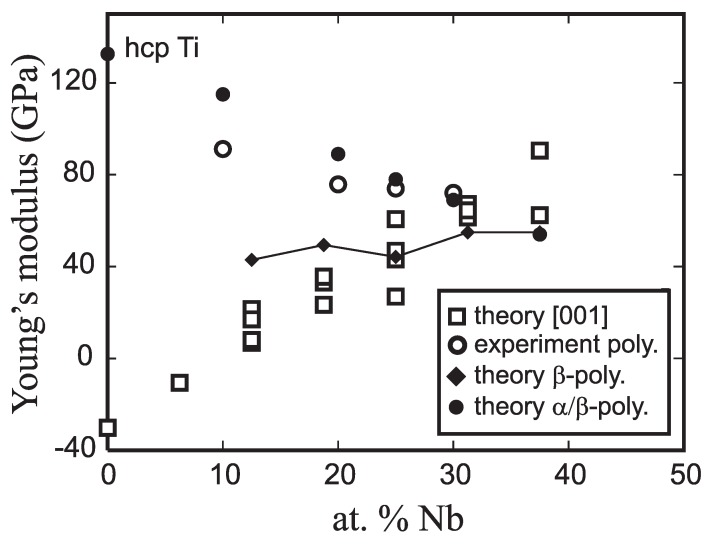 hcp Ti
Young's modulus (GPa)
120
80
40
0
-40
theory [001]
experiment poly.
theory β-poly.
theory α/β-poly.
0 10 20 30 40 50
at. % Nb